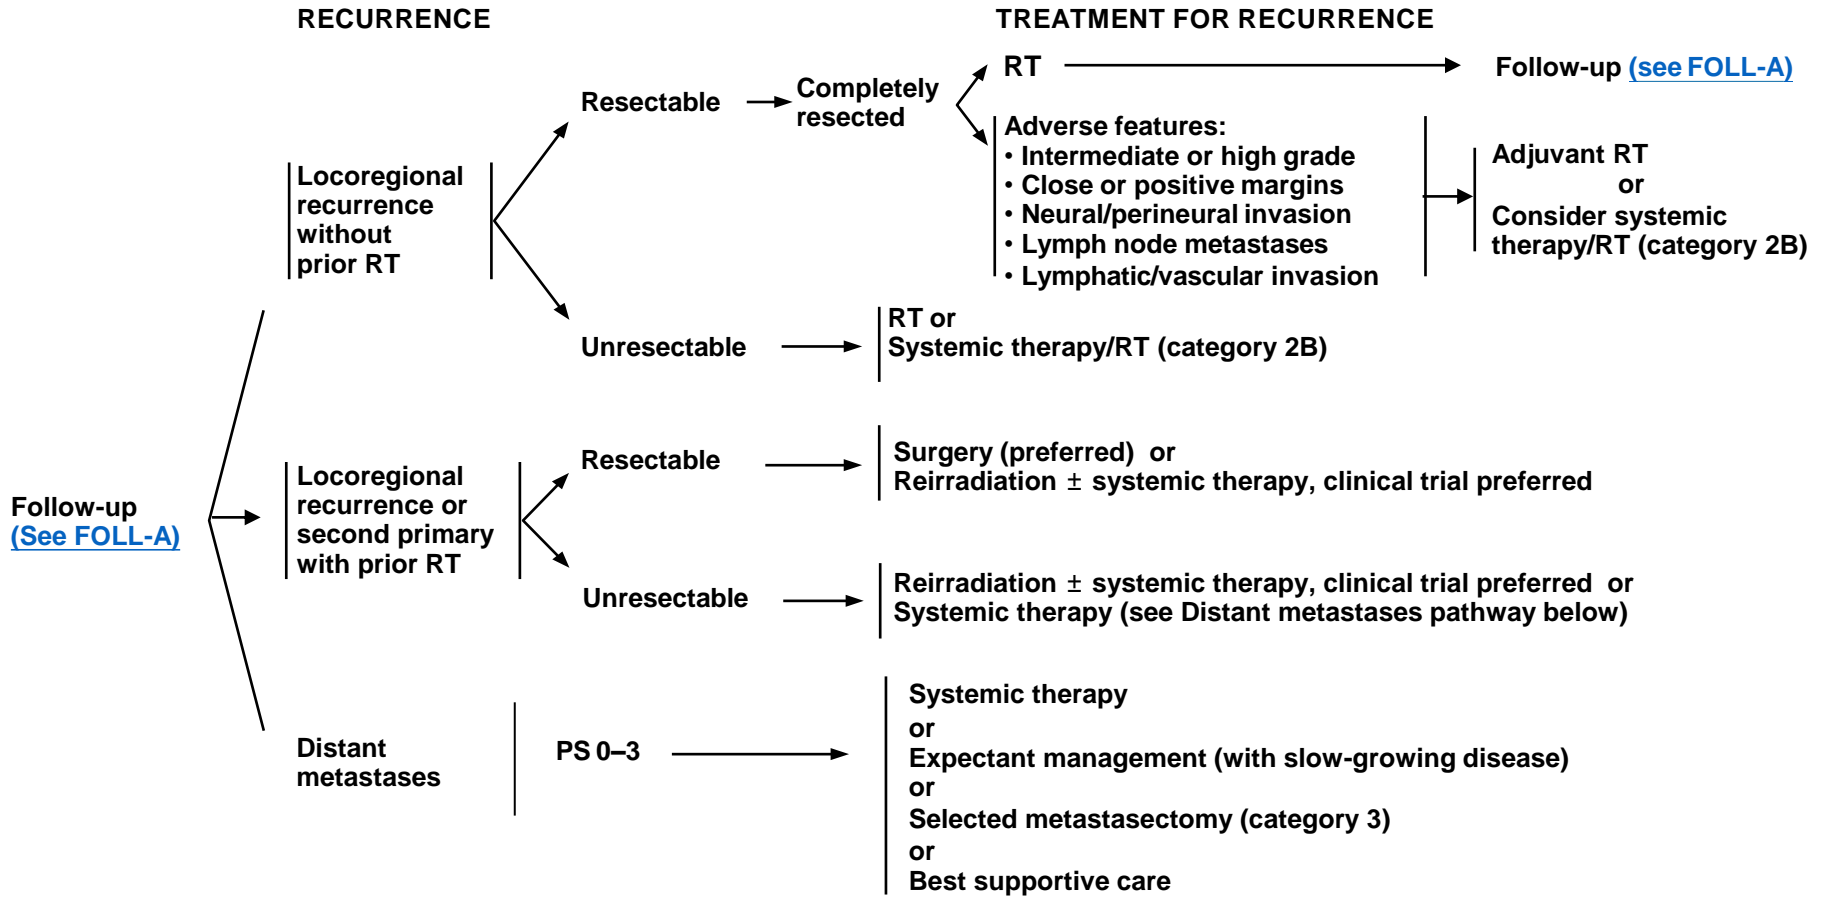 RECURRENCE
TREATMENT FOR RECURRENCE
Follow-up
(See FOLL-A)
Locoregional
recurrence
without
prior RT
Resectable
Completely
resected
RT
Follow-up (see FOLL-A)
Adverse features:
• Intermediate or high grade
• Close or positive margins
• Neural/perineural invasion
• Lymph node metastases
• Lymphatic/vascular invasion
Adjuvant RT
or
Consider systemic
therapy/RT (category 2B)
Unresectable
RT or
Systemic therapy/RT (category 2B)
Locoregional
recurrence or
second primary
with prior RT
Resectable
Surgery (preferred) or
Reirradiation ± systemic therapy, clinical trial preferred
Unresectable
Reirradiation ± systemic therapy, clinical trial preferred or
Systemic therapy (see Distant metastases pathway below)
Distant
metastases
PS 0–3
Systemic therapy
or
Expectant management (with slow-growing disease)
or
Selected metastasectomy (category 3)
or
Best supportive care